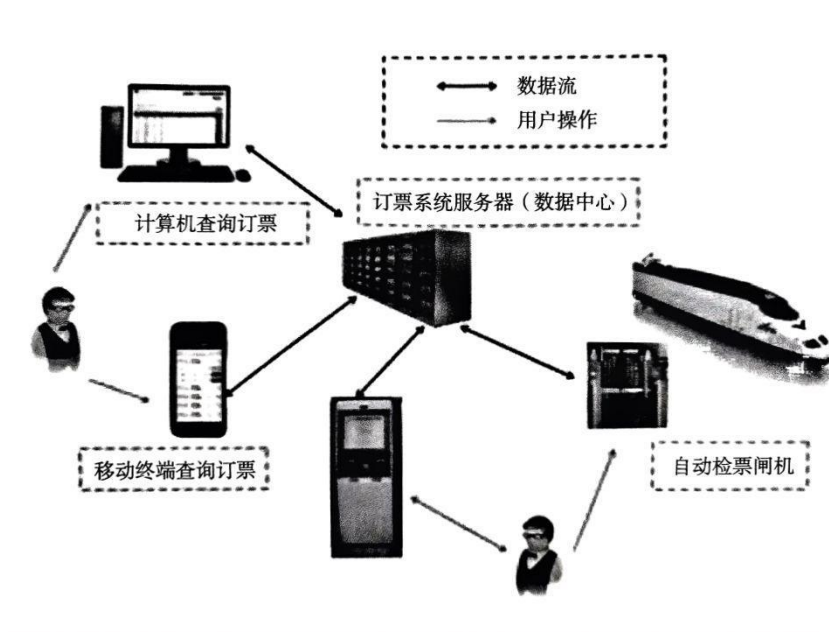 数据流
用户操作
订票系统服务器（数据中心）
计算机查询订票
移动终端查询订票
自动检票闸机